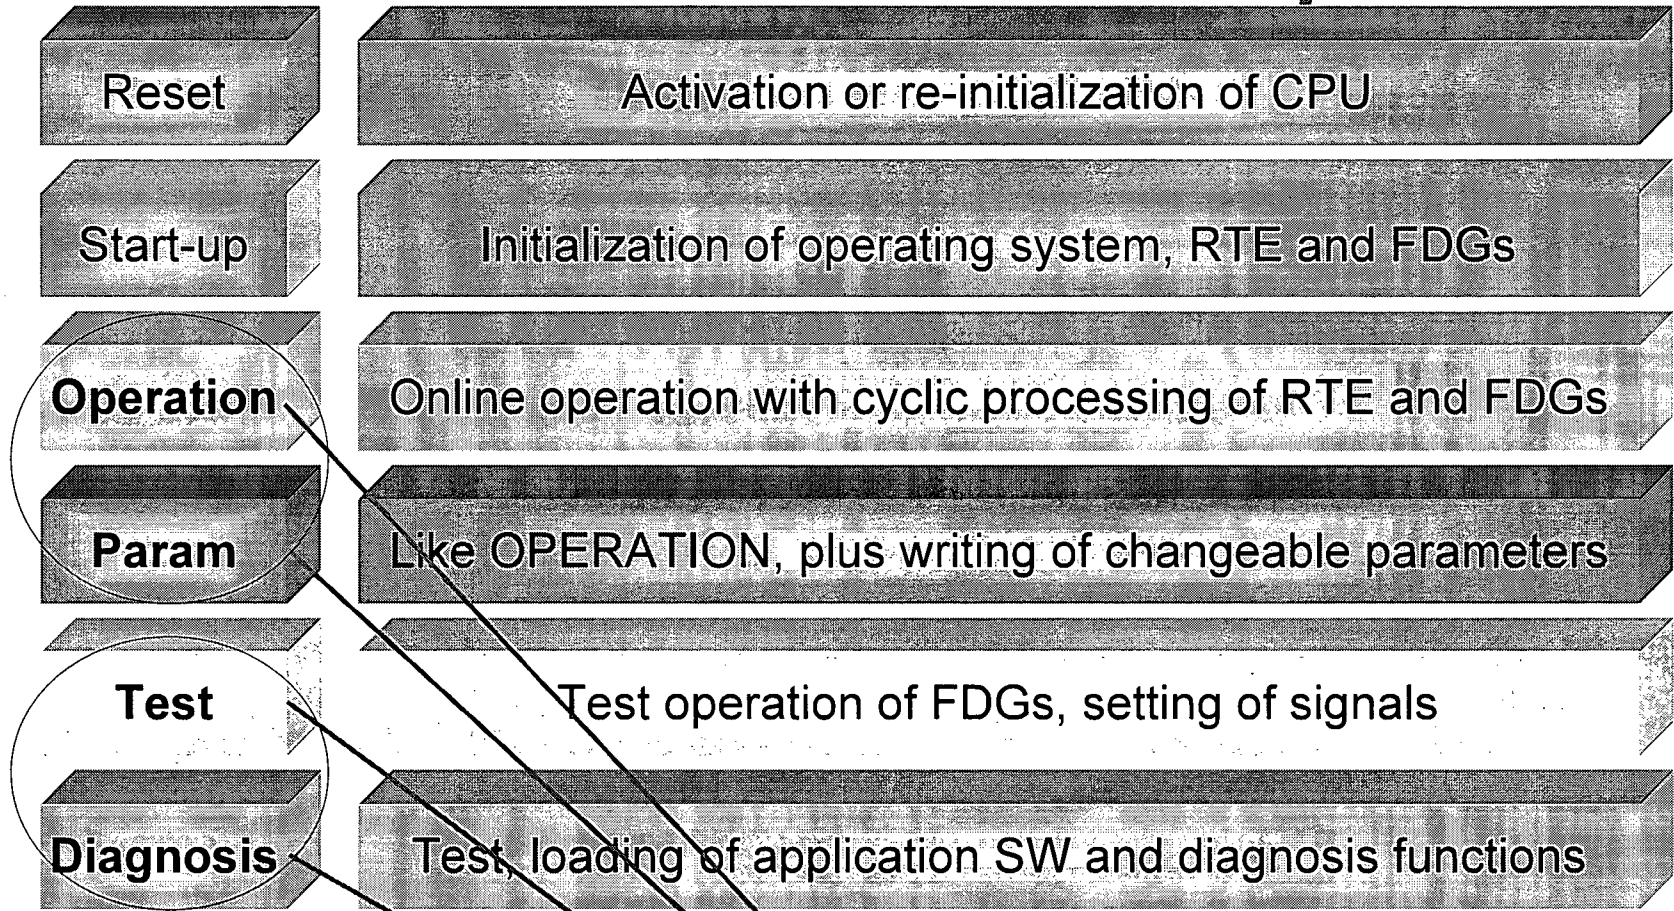 Reset
Activation or re-initialization of CPU
Start-up
Initialization of operating system, RTE and FDGs
Operation
Online operation with cyclic processing of RTE and FDGs
Param
Like OPERATION, plus writing of changeable parameters
Test
Test operation of FDGs, setting of signals
Diagnosis
Test, loading of application SW and diagnosis functions